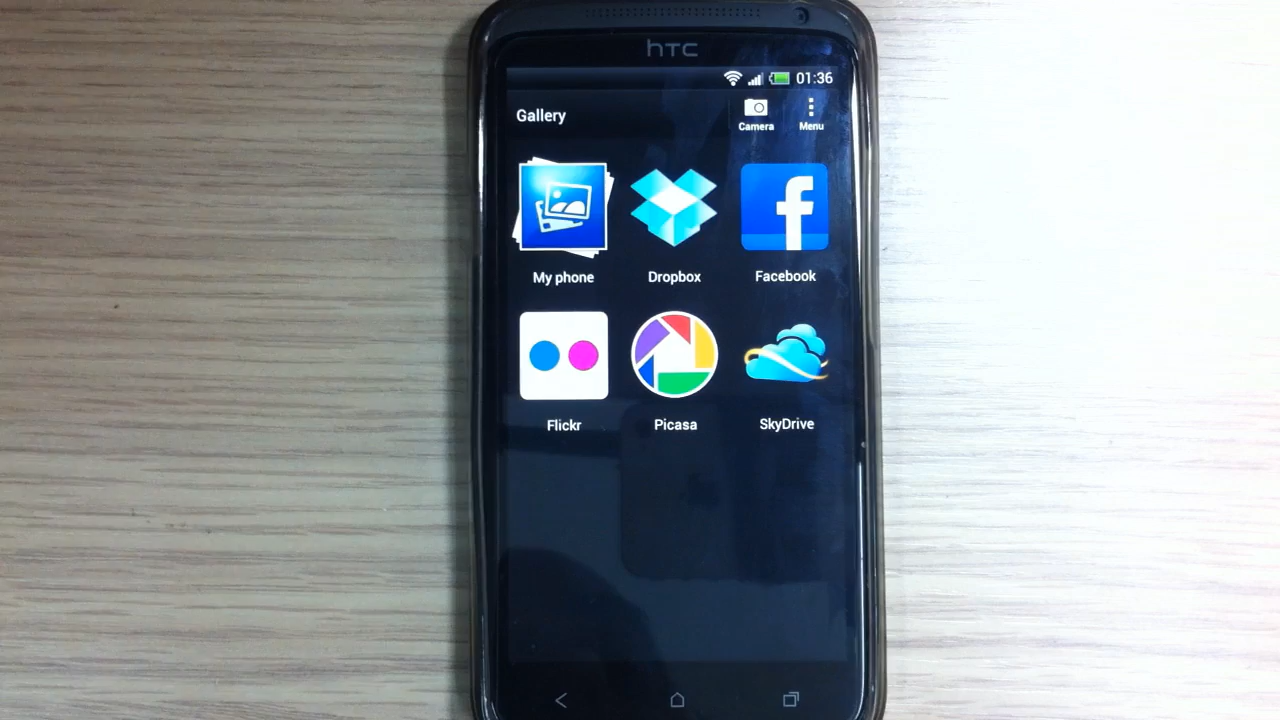 hTC
01:36
Gallery
Camera
Menu
My phone
Dropbox
Facebook
Flickr
Picasa
SkyDrive